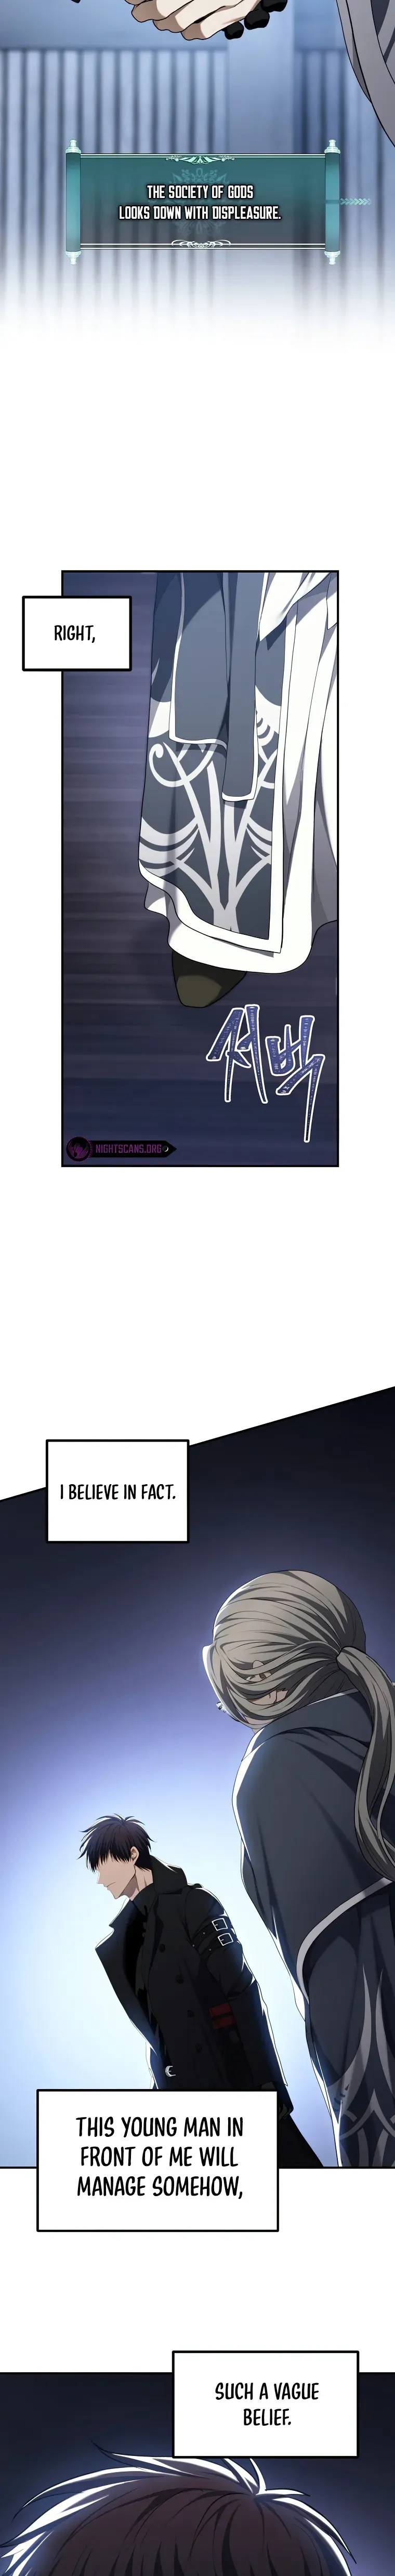 THE SOCIETY OF GODS
LOOKS DOWN WITH DISPLEASURE.
RIGHT,
저벅
NIGHTSCANS.ORG
I BELIEVE IN FACT.
THIS YOUNG MAN IN
FRONT OF ME WILL
MANAGE SOMEHOW,
SUCH A VAGUE
BELIEF.